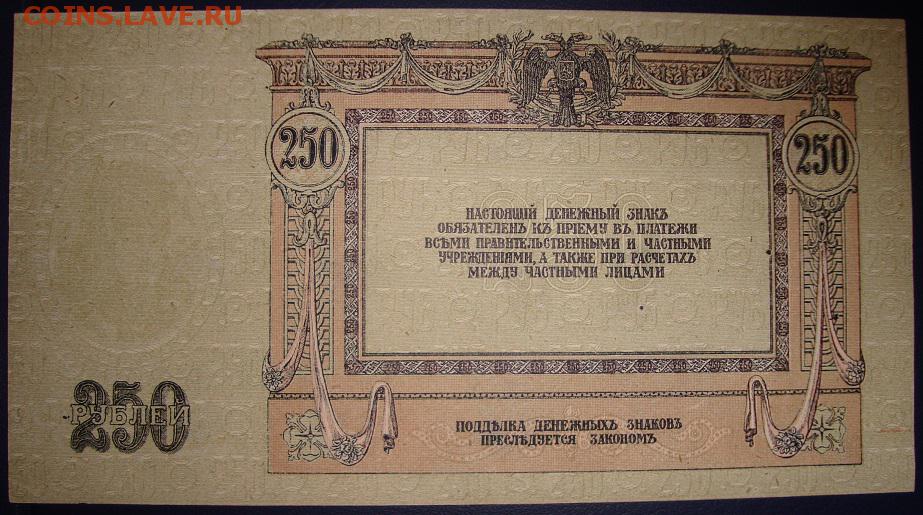 COINS.LAVE.RU
250
250
НАСТОЯЩІЙ ДЕНЕЖНЫЙ ЗНАКЪ
ОБЯЗАТЕЛЕНЪ КЪ ПРІЕМУ ВЪ ПЛАТЕЖИ
ВСѢМИ ПРАВИТЕЛЬСТВЕННЫМИ И ЧАСТНЫМИ
УЧРЕЖДЕНІЯМИ, А ТАКЖЕ ПРИ РАСЧЕТАХЪ
МЕЖДУ ЧАСТНЫМИ ЛИЦАМИ
250
РУБЛЕЙ
ПОДДѢЛКА ДЕНЕЖНЫХЪ ЗНАКОВЪ
ПРЕСЛѢДУЕТСЯ ЗАКОНОМЪ